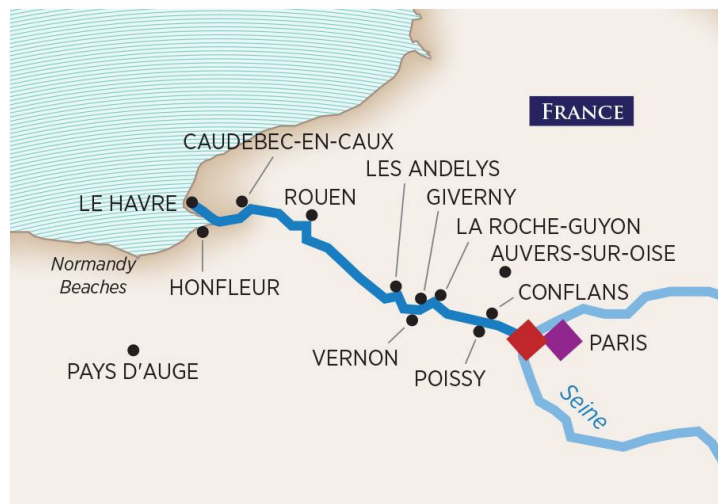 FRANCE
CAUDEBEC-EN-CAUX
LES ANDELYS
LE HAVRE
ROUEN
GIVERNY
LA ROCHE-GUYON
AUVERS-SUR-OISE
Normandy
Beaches
HONFLEUR
CONFLANS
VERNON
PARIS
PAYS D'AUGE
POISSY
Seine